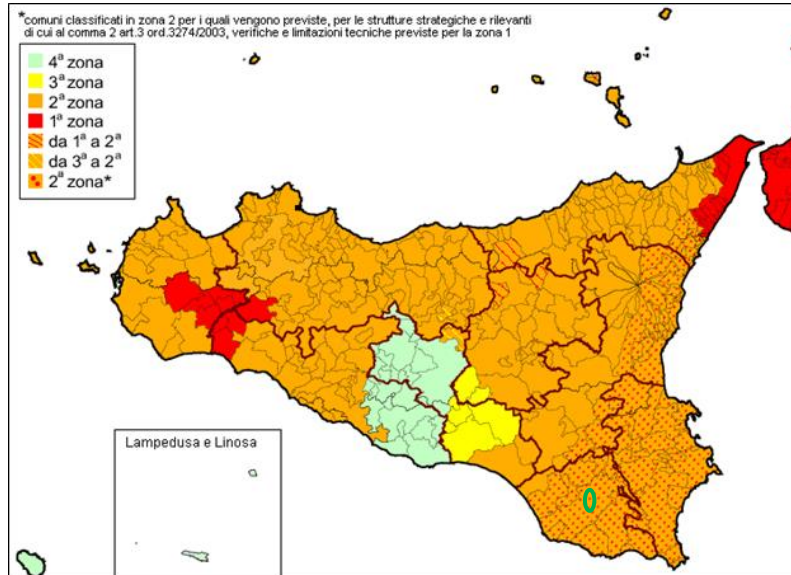 *comuni classificati in zona 2 per i quali vengono previste, per le strutture strategiche e rilevanti
di cui al comma 2 art.3 ord.3274/2003, verifiche e limitazioni tecniche previste per la zona 1
4ª zona
3ª zona
2ª zona
1ª zona
da 1ª a 2ª
da 3ª a 2ª
2ª zona*
Lampedusa e Linosa